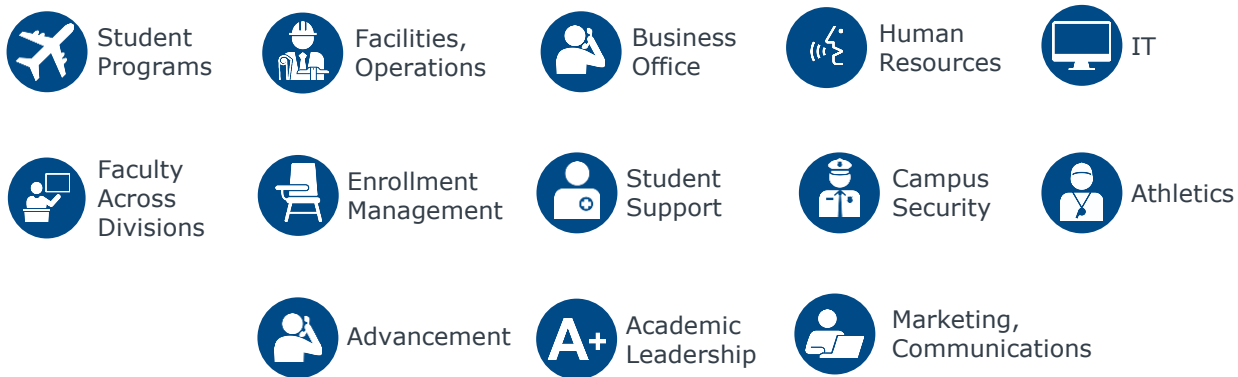 Student
Programs
Facilities,
Operations
Business
Office
Human
Resources
IT
Faculty
Across
Divisions
Enrollment
Management
Student
Support
Campus
Security
Athletics
Advancement
A+
Academic
Leadership
Marketing,
Communications